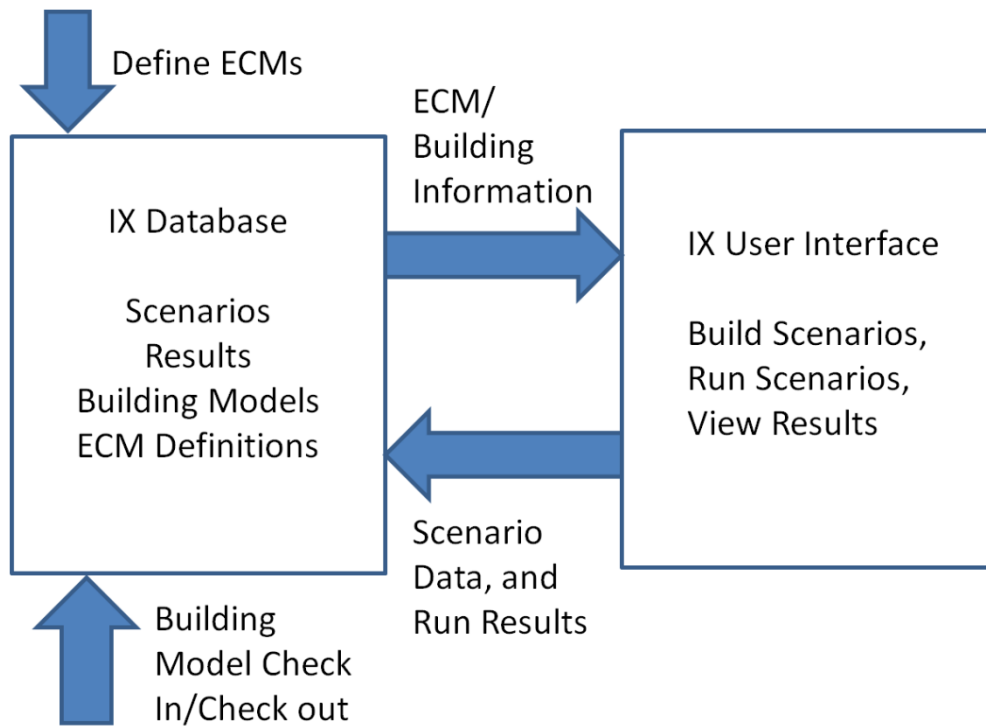 Define ECMs
ECM/
Building
Information
IX Database
Scenarios
Results
Building Models
ECM Definitions
IX User Interface
Build Scenarios,
Run Scenarios,
View Results
Scenario
Data, and
Run Results
Building
Model Check
In/Check out